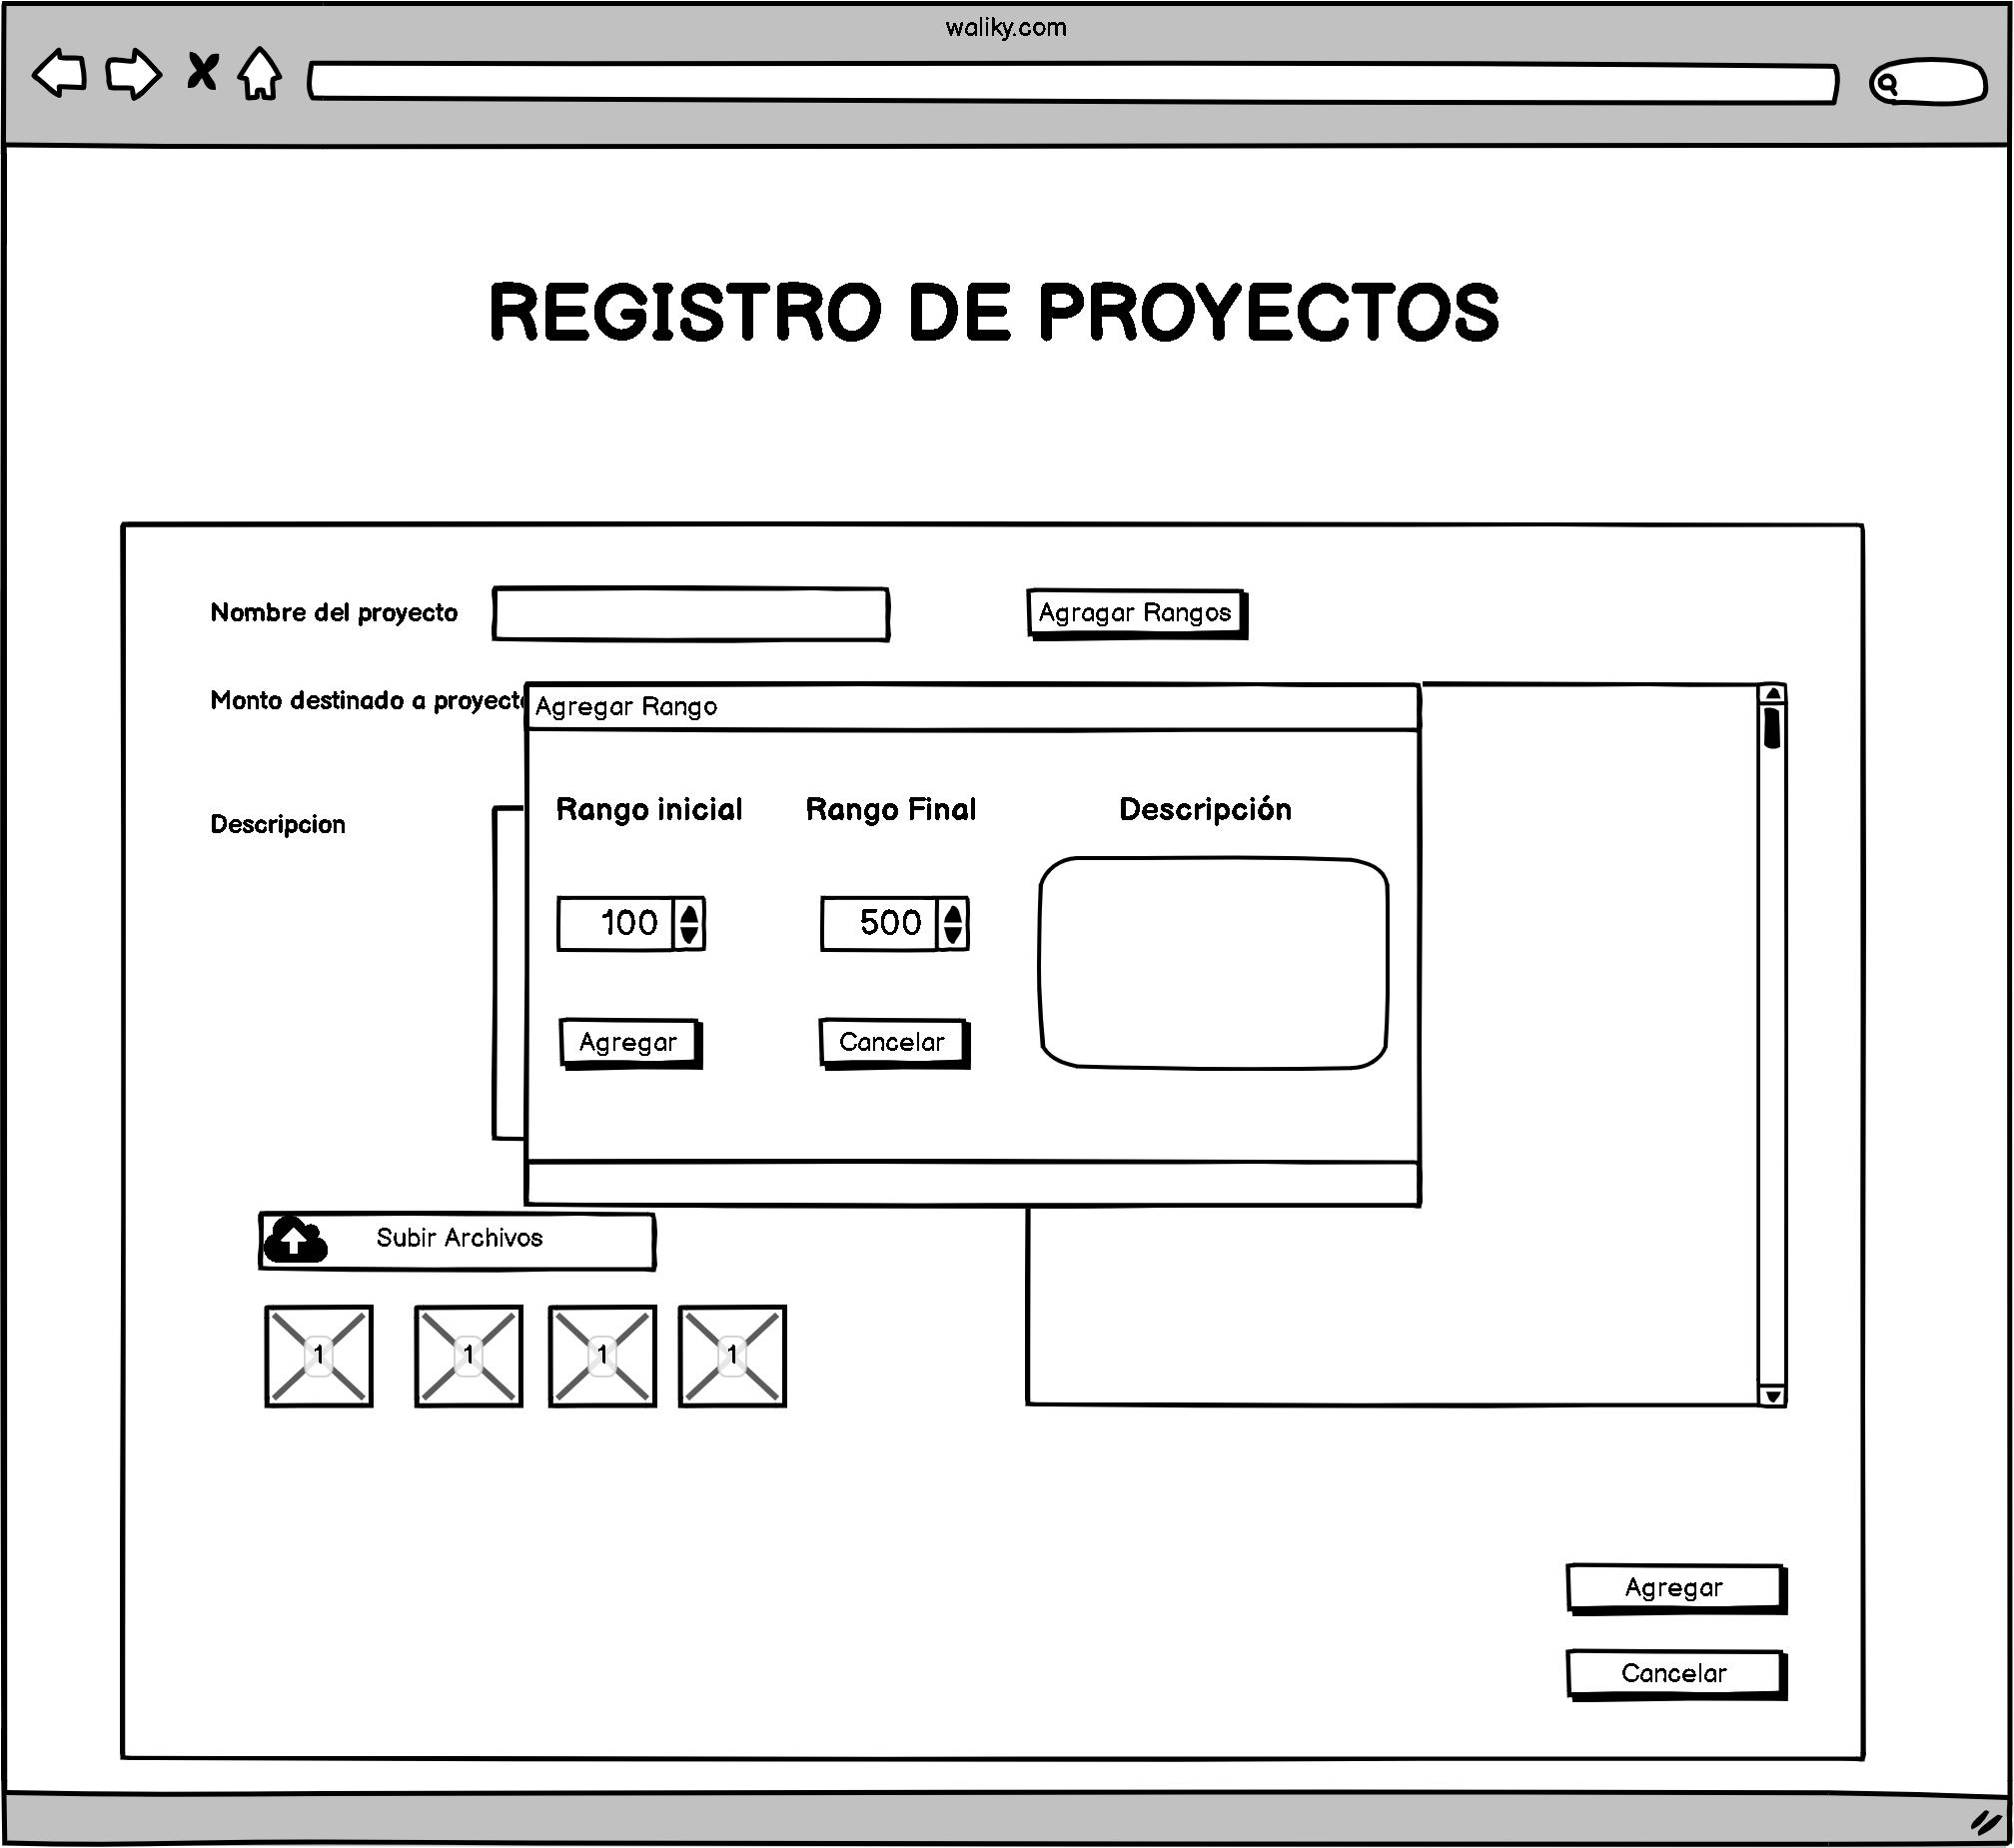 waliky.com
REGISTRO DE PROYECTOS
Nombre del proyecto
Agragar Rangos
Monto destinado a proyecto
Agregar Rango
Rango inicial
Rango Final
Descripción
Descripcion
100
500
Agregar
Cancelar
Subir Archivos
1
1
1
1
Agregar
Cancelar